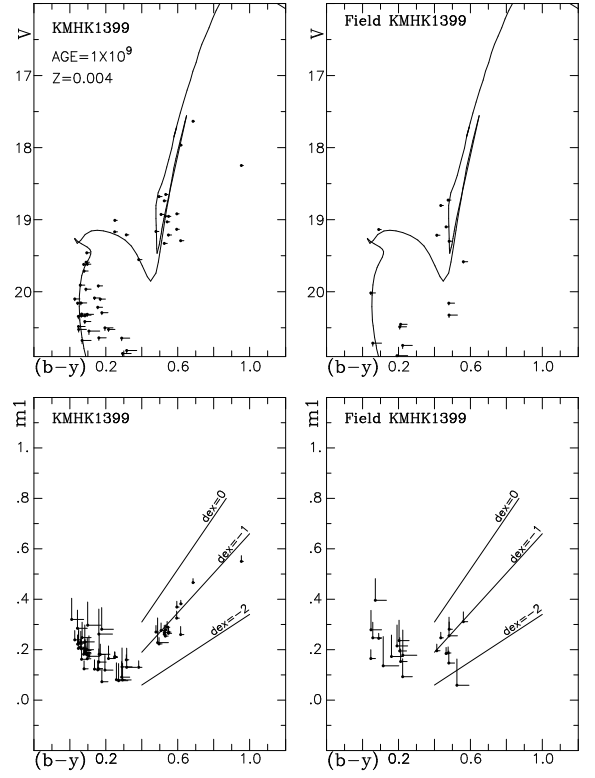 KMHK1399
AGE=1X10⁹
Z=0.004
V
17
18
19
20
(b−y) 0.2 0.6 1.0
Field KMHK1399
V
17
18
19
20
(b−y) 0.2 0.6 1.0
KMHK1399
m1
1.
.8
.6
.4
.2
.0
dex=0
dex=−1
dex=−2
(b−y) 0.2 0.6 1.0
Field KMHK1399
m1
1.
.8
.6
.4
.2
.0
dex=0
dex=−1
dex=−2
(b−y) 0.2 0.6 1.0